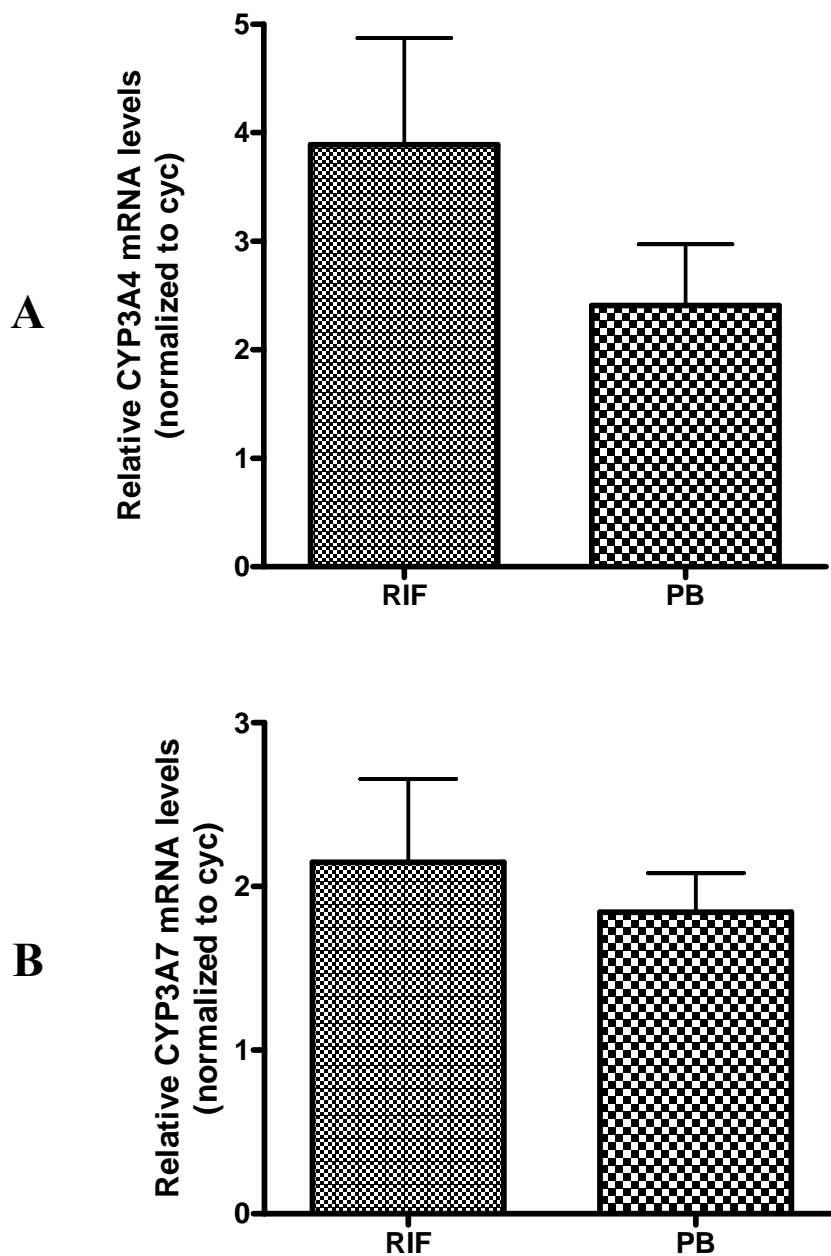 A
Relative CYP3A4 mRNA levels
(normalized to cyc)
5
4
3
2
1
0
RIF PB
B
Relative CYP3A7 mRNA levels
(normalized to cyc)
3
2
1
0
RIF PB